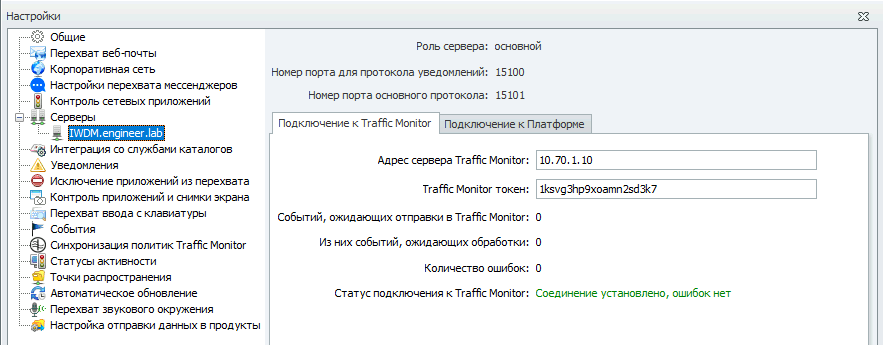 Настройки
Общие
Перехват веб-почты
Корпоративная сеть
Настройки перехвата мессенджеров
Контроль сетевых приложений
Серверы
IWDM.engineer.lab
Интеграция со службами каталогов
Уведомления
Исключение приложений из перехвата
Контроль приложений и снимки экрана
Перехват ввода с клавиатуры
События
Синхронизация политик Traffic Monitor
Статусы активности
Точки распространения
Автоматическое обновление
Перехват звукового окружения
Настройка отправки данных в продукты
Роль сервера: основной
Номер порта для протокола уведомлений: 15100
Номер порта основного протокола: 15101
Подключение к Traffic Monitor Подключение к Платформе
Адрес сервера Traffic Monitor: 10.70.1.10
Traffic Monitor токен: 1ksvg3hp9xoamn2sd3k7
Событий, ожидающих отправки в Traffic Monitor: 0
Из них событий, ожидающих обработки: 0
Количество ошибок: 0
Статус подключения к Traffic Monitor: Соединение установлено, ошибок нет